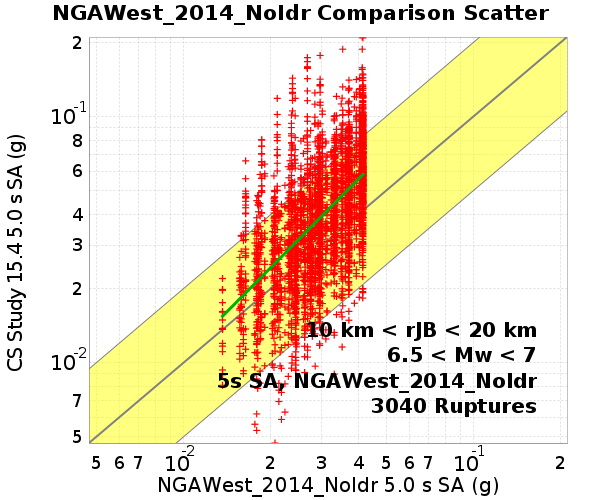 NGAWest_2014_NoIdr Comparison Scatter
2
10-1
8
6
4
3
2
10-2
7
5
CS Study 15.4 5.0 s SA (g)
10 km < rJB < 20 km
6.5 < Mw < 7
5s SA, NGAWest_2014_NoIdr
3040 Ruptures
5 6 7 10-2 2 3 4 5 6 7 10-1 2
NGAWest_2014_NoIdr 5.0 s SA (g)